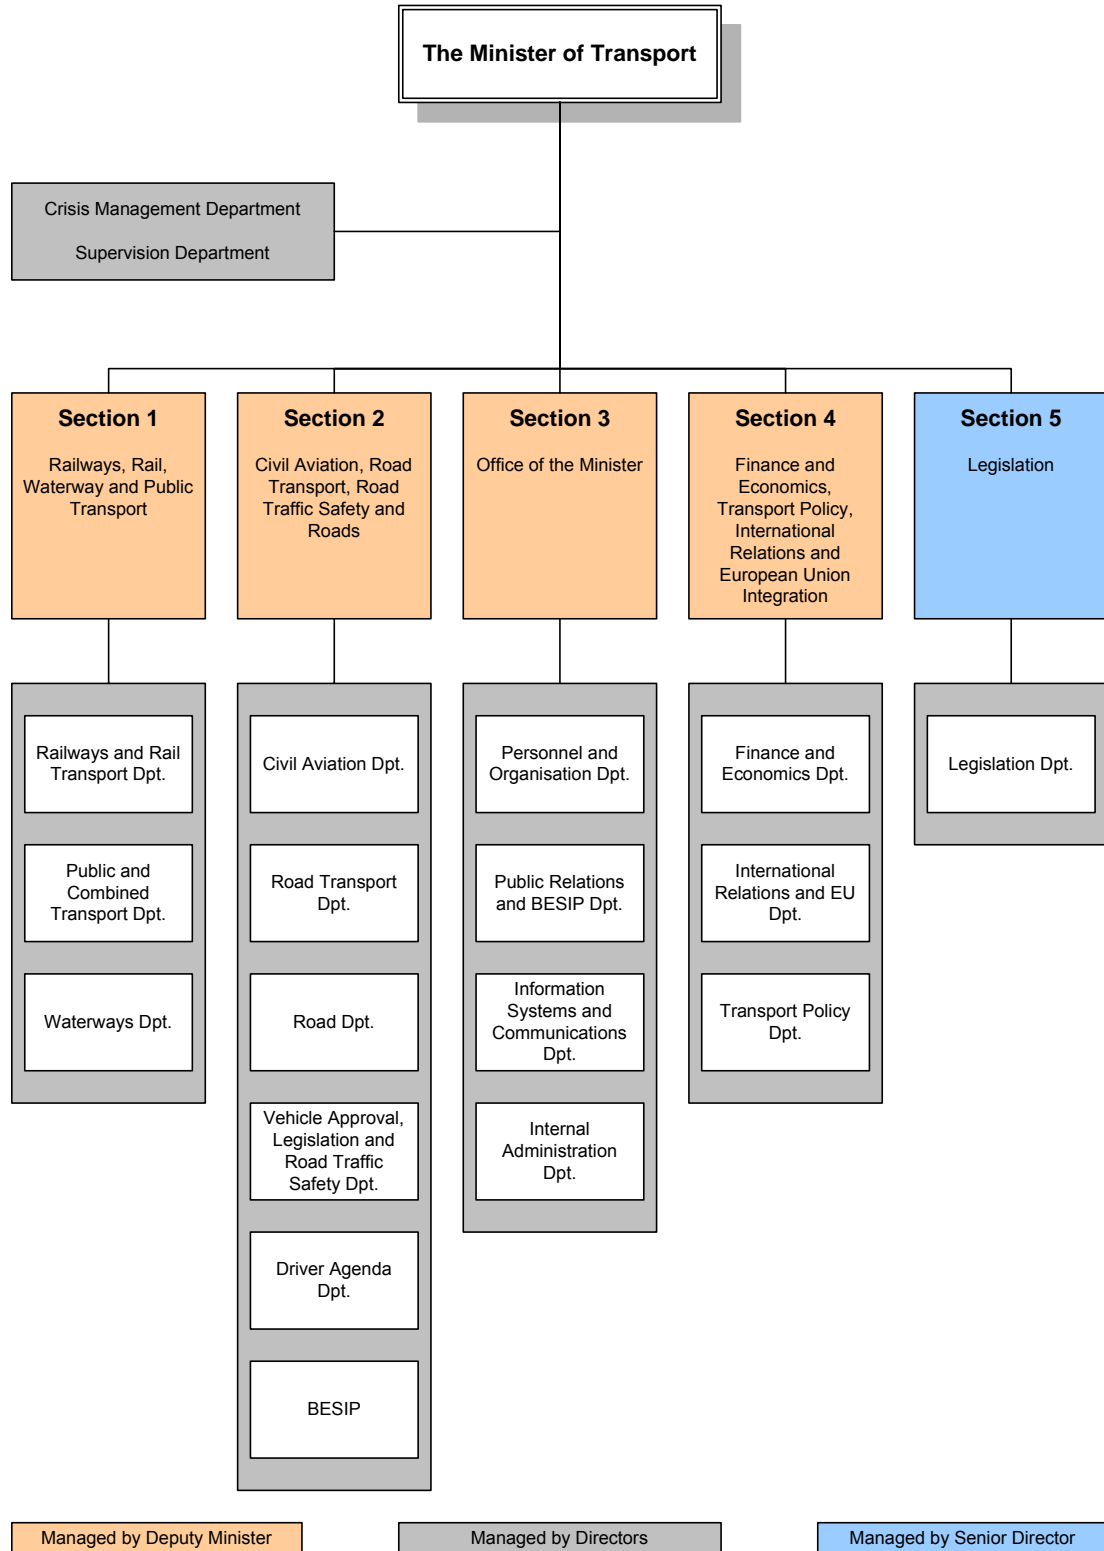 The Minister of Transport
Crisis Management Department
Supervision Department
Section 1
Railways, Rail,
Waterway and Public
Transport
Section 2
Civil Aviation, Road
Transport, Road
Traffic Safety and
Roads
Section 3
Office of the Minister
Section 4
Finance and
Economics,
Transport Policy,
International
Relations and
European Union
Integration
Section 5
Legislation
Railways and Rail
Transport Dpt.
Public and
Combined
Transport Dpt.
Waterways Dpt.
Civil Aviation Dpt.
Road Transport
Dpt.
Road Dpt.
Vehicle Approval,
Legislation and
Road Traffic
Safety Dpt.
Driver Agenda
Dpt.
BESIP
Personnel and
Organisation Dpt.
Public Relations
and BESIP Dpt.
Information
Systems and
Communications
Dpt.
Internal
Administration
Dpt.
Finance and
Economics Dpt.
International
Relations and EU
Dpt.
Transport Policy
Dpt.
Legislation Dpt.
Managed by Deputy Minister
Managed by Directors
Managed by Senior Director